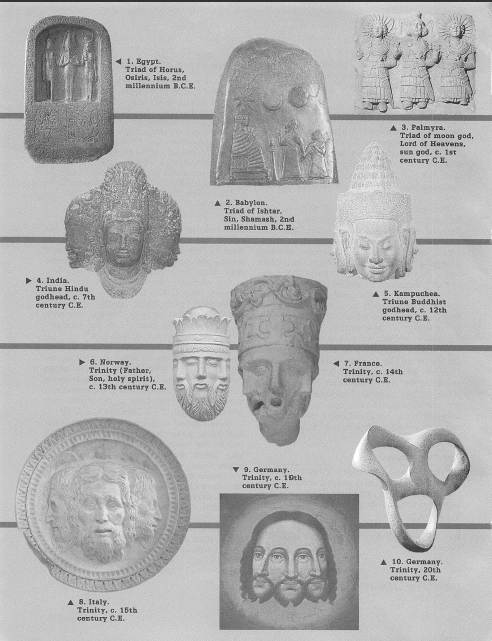 ◀ 1. Egypt.
Triad of Horus,
Osiris, Isis, 2nd
millennium B.C.E.
▲ 2. Babylon.
Triad of Ishtar,
Sin, Shamash, 2nd
millennium B.C.E.
▲ 3. Palmyra.
Triad of moon god,
Lord of Heavens,
sun god, c. 1st
century C.E.
▶ 4. India.
Triune Hindu
godhead, c. 7th
century C.E.
▲ 5. Kampuchea.
Triune Buddhist
godhead, c. 12th
century C.E.
▶ 6. Norway.
Trinity (Father,
Son, holy spirit),
c. 13th century C.E.
◀ 7. France.
Trinity, c. 14th
century C.E.
▲ 8. Italy.
Trinity, c. 15th
century C.E.
▼ 9. Germany.
Trinity, c. 19th
century C.E.
▲ 10. Germany.
Trinity, 20th
century C.E.